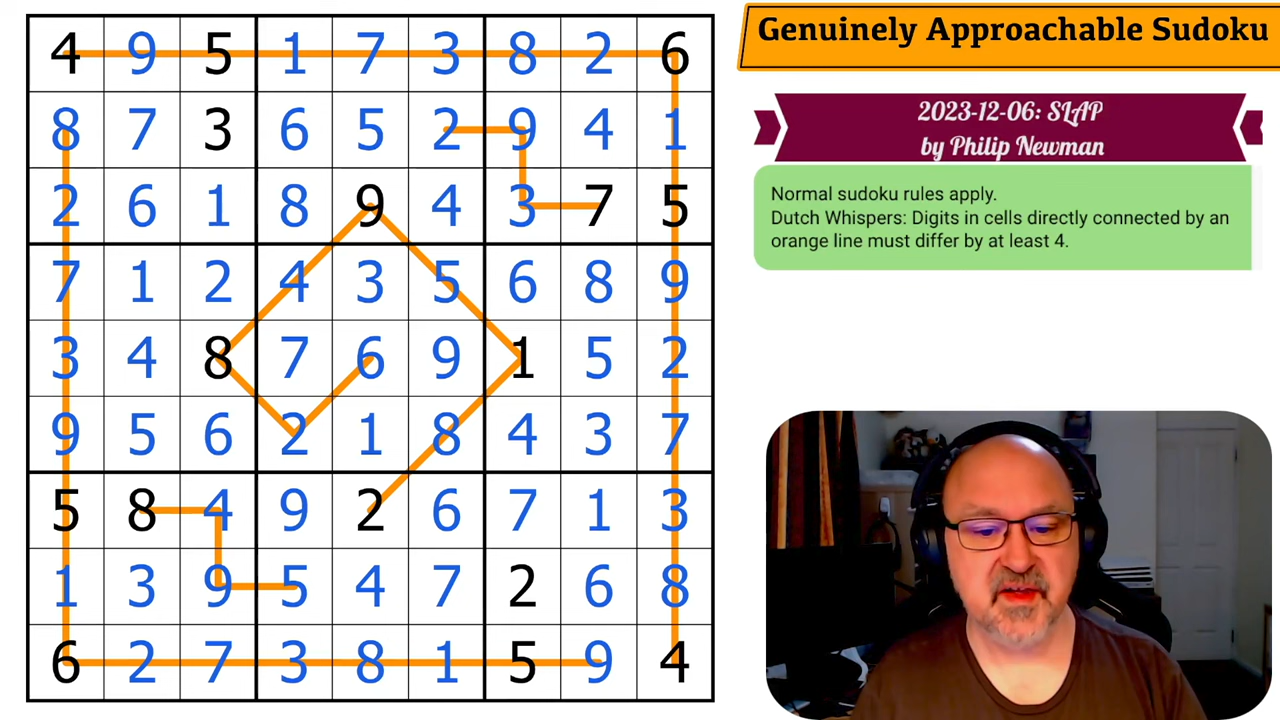 Genuinely Approachable Sudoku
2023-12-06: SLAP
by Philip Newman
Normal sudoku rules apply.
Dutch Whispers: Digits in cells directly connected by an
orange line must differ by at least 4.
4 9 5 1 7 3 8 2 6
8 7 3 6 5 2 9 4 1
2 6 1 8 9 4 3 7 5
7 1 2 4 3 5 6 8 9
3 4 8 7 6 9 1 5 2
9 5 6 2 1 8 4 3 7
5 8 4 9 2 6 7 1 3
1 3 9 5 4 7 2 6 8
6 2 7 3 8 1 5 9 4